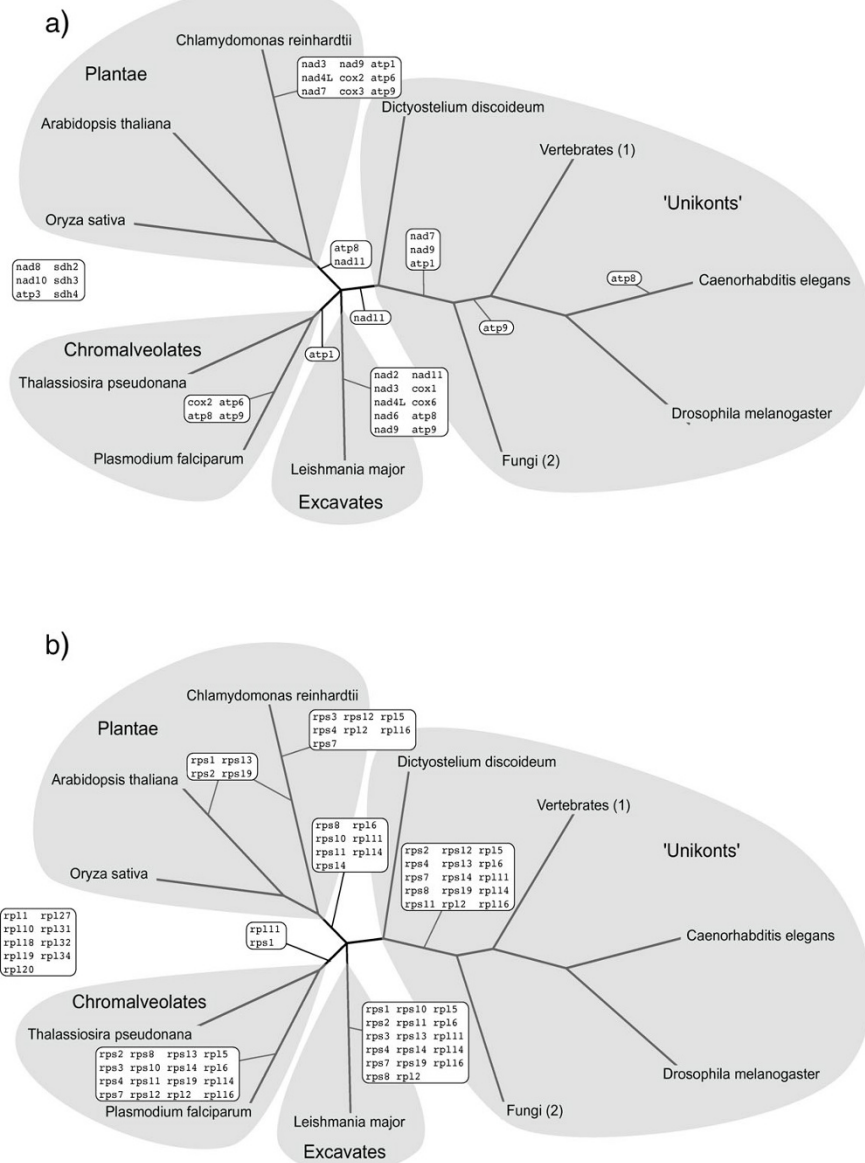 a)
Chlamydomonas reinhardtii
Plantae
nad3 nad9 atp1
nad4L cox2 atp6
nad7 cox3 atp9
Dictyostelium discoideum
Arabidopsis thaliana
Vertebrates (1)
'Unikonts'
Oryza sativa
nad7
nad9
atp1
atp8
nad11
nad8 sdh2
nad10 sdh3
atp3 sdh4
atp8
Caenorhabditis elegans
nad11
atp9
Chromalveolates
atp1
Thalassiosira pseudonana
nad2 nad11
nad3 cox1
nad4L cox6
nad6 atp8
nad9 atp9
cox2 atp6
atp8 atp9
Drosophila melanogaster
Plasmodium falciparum
Leishmania major
Fungi (2)
Excavates
b)
Chlamydomonas reinhardtii
Plantae
rps3 rps12 rpl5
rps4 rpl2 rpl16
rps7
Arabidopsis thaliana
rps1 rps13
rps2 rps19
Dictyostelium discoideum
Vertebrates (1)
'Unikonts'
rps8 rpl6
rps10 rpl11
rps11 rpl14
rps14
rps2 rps12 rpl5
rps4 rps13 rpl6
rps7 rps14 rpl11
rps8 rps19 rpl14
rps11 rpl2 rpl16
Oryza sativa
rpl1 rpl27
rpl10 rpl31
rpl18 rpl32
rpl19 rpl34
rpl20
rpl11
rps1
Caenorhabditis elegans
Chromalveolates
Thalassiosira pseudonana
rps1 rps10 rpl5
rps2 rps11 rpl6
rps3 rps13 rpl11
rps4 rps14 rpl14
rps7 rps19 rpl16
rps8 rpl2
rps2 rps8 rps13 rpl5
rps3 rps10 rps14 rpl6
rps4 rps11 rps19 rpl14
rps7 rps12 rpl2 rpl16
Drosophila melanogaster
Plasmodium falciparum
Leishmania major
Fungi (2)
Excavates